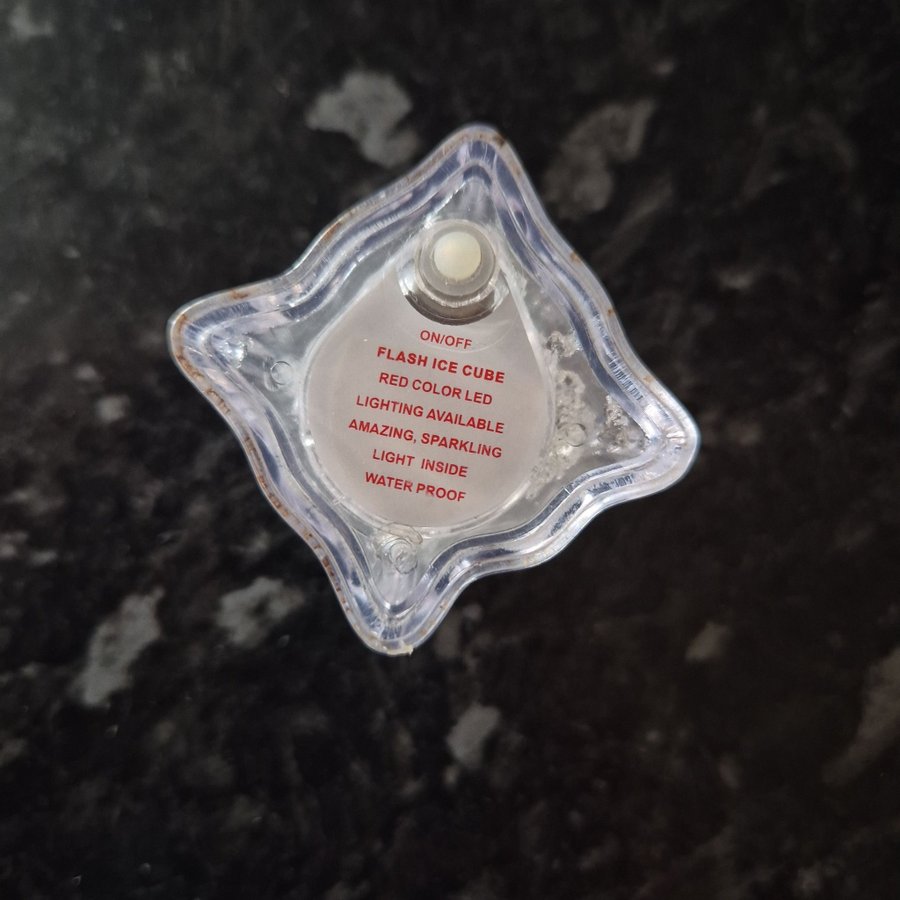 ON/OFF
FLASH ICE CUBE
RED COLOR LED
LIGHTING AVAILABLE
AMAZING, SPARKLING
LIGHT INSIDE
WATER PROOF